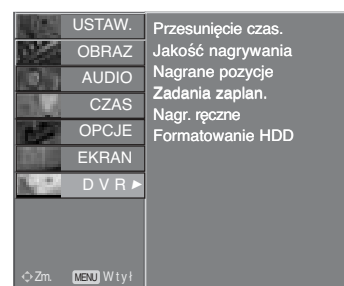 USTAW.
OBRAZ
AUDIO
CZAS
OPCJE
EKRAN
D V R ►
Przesunięcie czas.
Jakość nagrywania
Nagrane pozycje
Zadania zaplan.
Nagr. ręczne
Formatowanie HDD
Zm. MENU Wtył